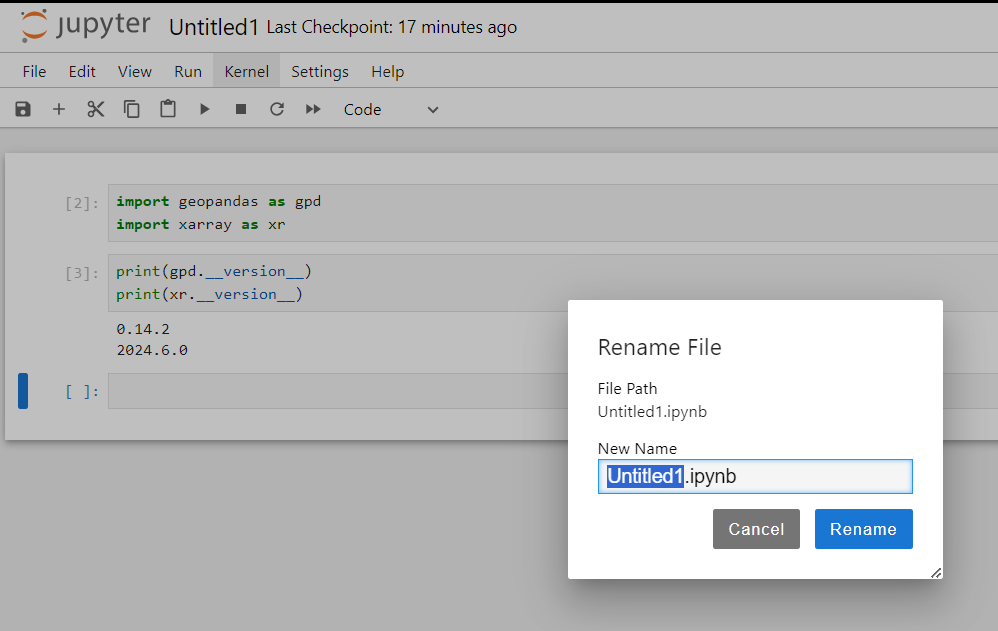 jupyter Untitled1 Last Checkpoint: 17 minutes ago
File Edit View Run Kernel Settings Help
Code
[2]: import geopandas as gpd
import xarray as xr
[3]: print(gpd.__version__)
print(xr.__version__)
0.14.2
2024.6.0
[ ]:
Rename File
File Path
Untitled1.ipynb
New Name
Untitled1.ipynb
Cancel Rename